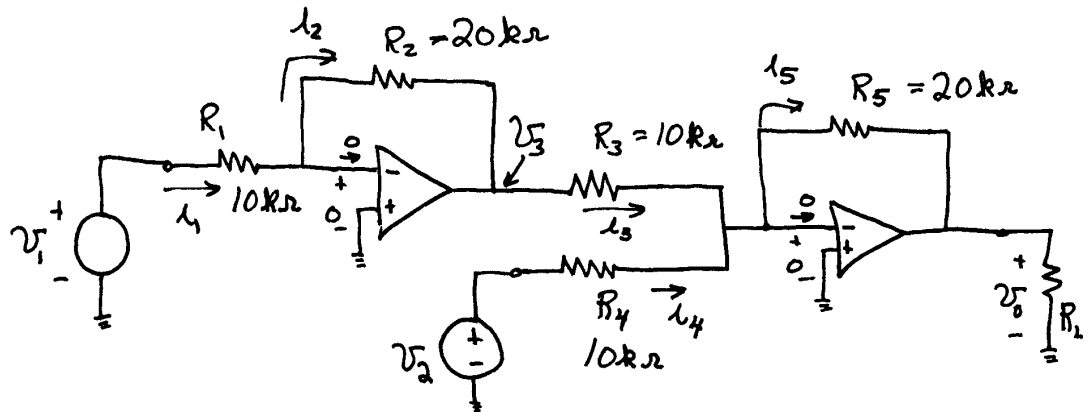 i₂
R₂ = 20kΩ
i₅
R₅ = 20kΩ
R₁
0
v₃
R₃ = 10kΩ
+
-
+
10kΩ
i₁
0
-
+
v₁
-
i₃
0
+
-
+
0
-
R₄
i₄
10kΩ
+
-
v₂
+
v₀
-
R_L